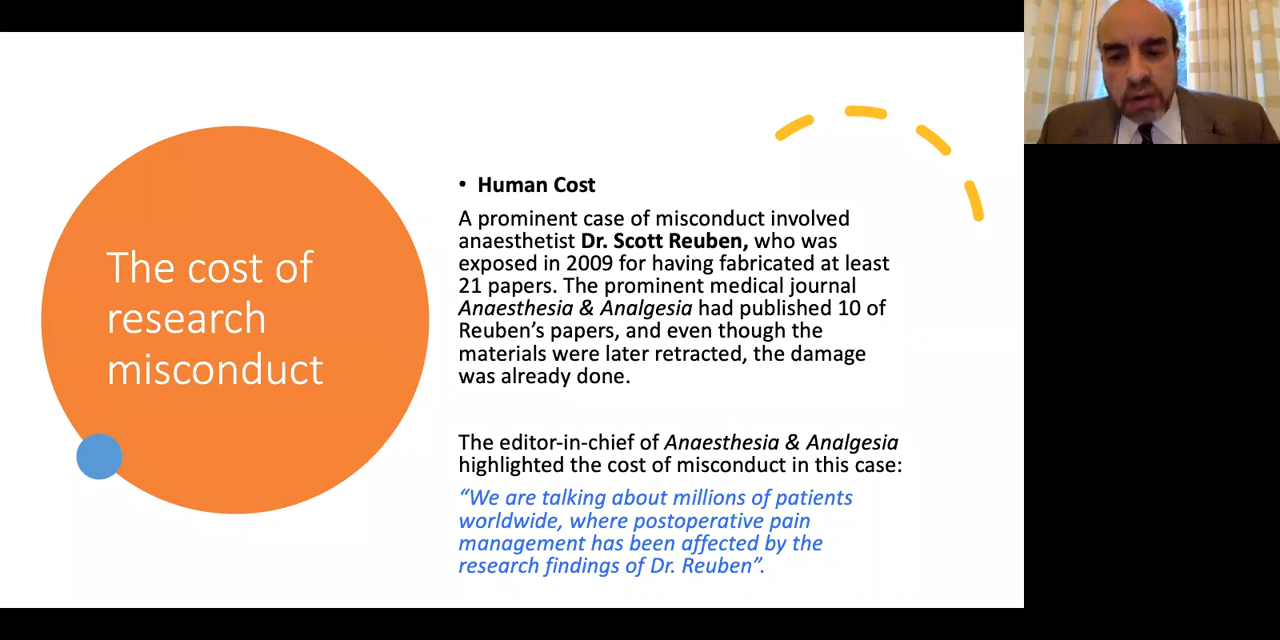 The cost of
research
misconduct
• Human Cost
A prominent case of misconduct involved
anaesthetist Dr. Scott Reuben, who was
exposed in 2009 for having fabricated at least
21 papers. The prominent medical journal
Anaesthesia & Analgesia had published 10 of
Reuben’s papers, and even though the
materials were later retracted, the damage
was already done.
The editor-in-chief of Anaesthesia & Analgesia
highlighted the cost of misconduct in this case:
“We are talking about millions of patients
worldwide, where postoperative pain
management has been affected by the
research findings of Dr. Reuben”.